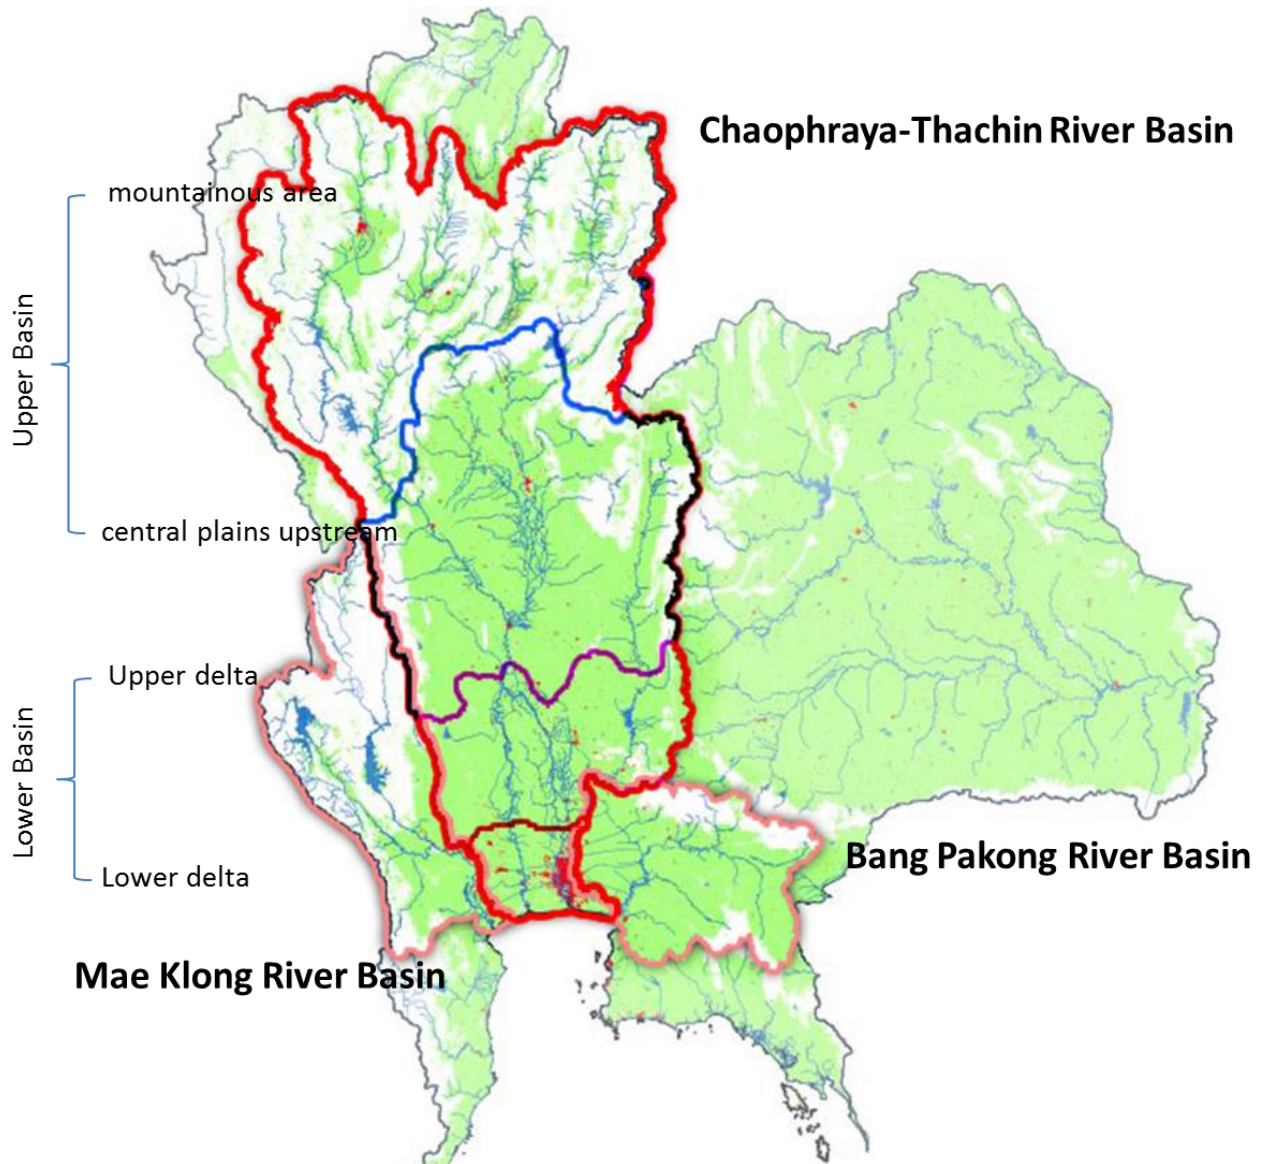 Chaophraya-Thachin River Basin
mountainous area
Upper Basin
central plains upstream
Upper delta
Lower Basin
Bang Pakong River Basin
Lower delta
Mae Klong River Basin